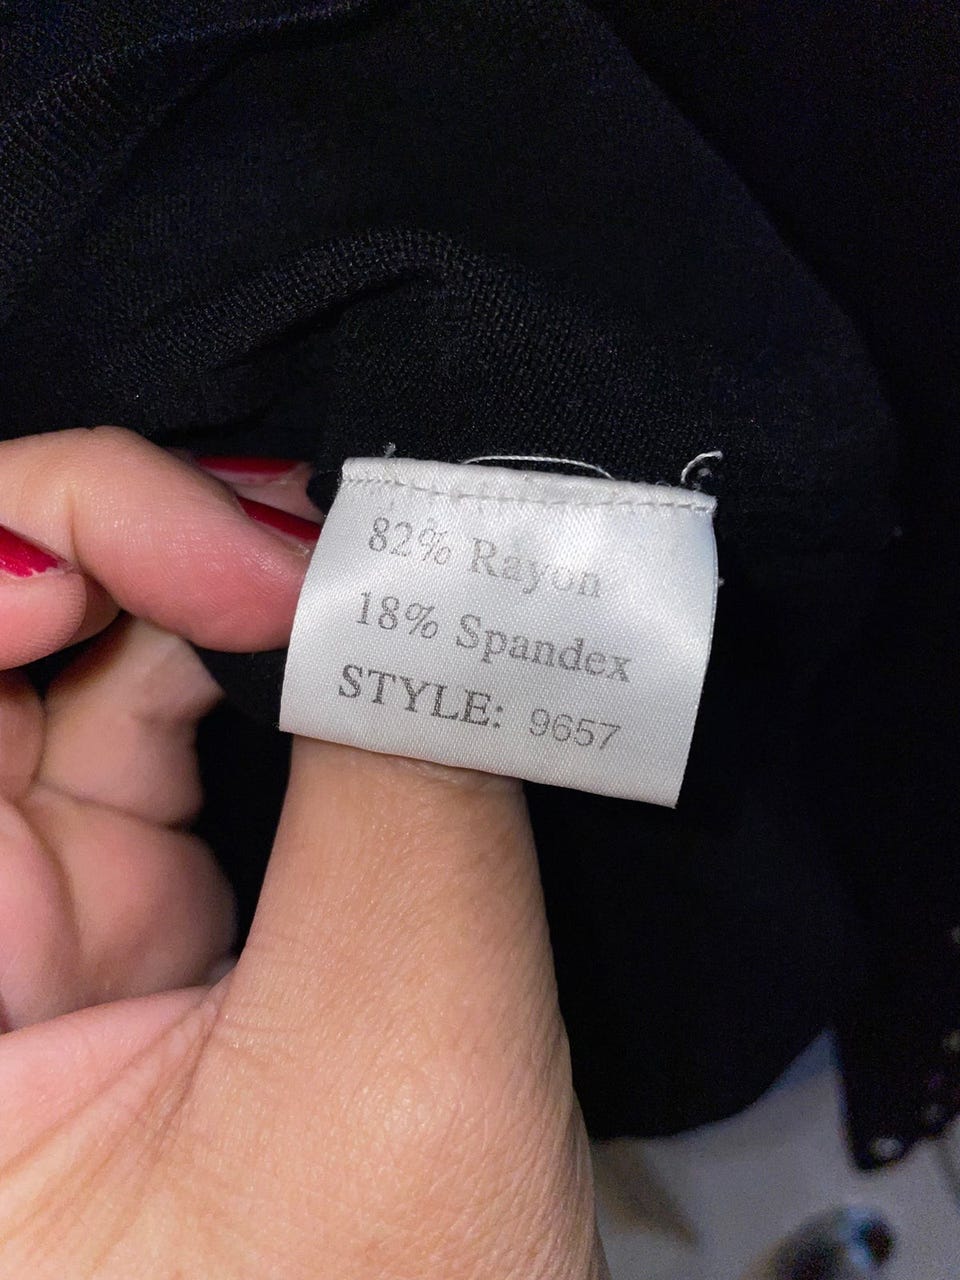 82% Rayon
18% Spandex
STYLE: 9657